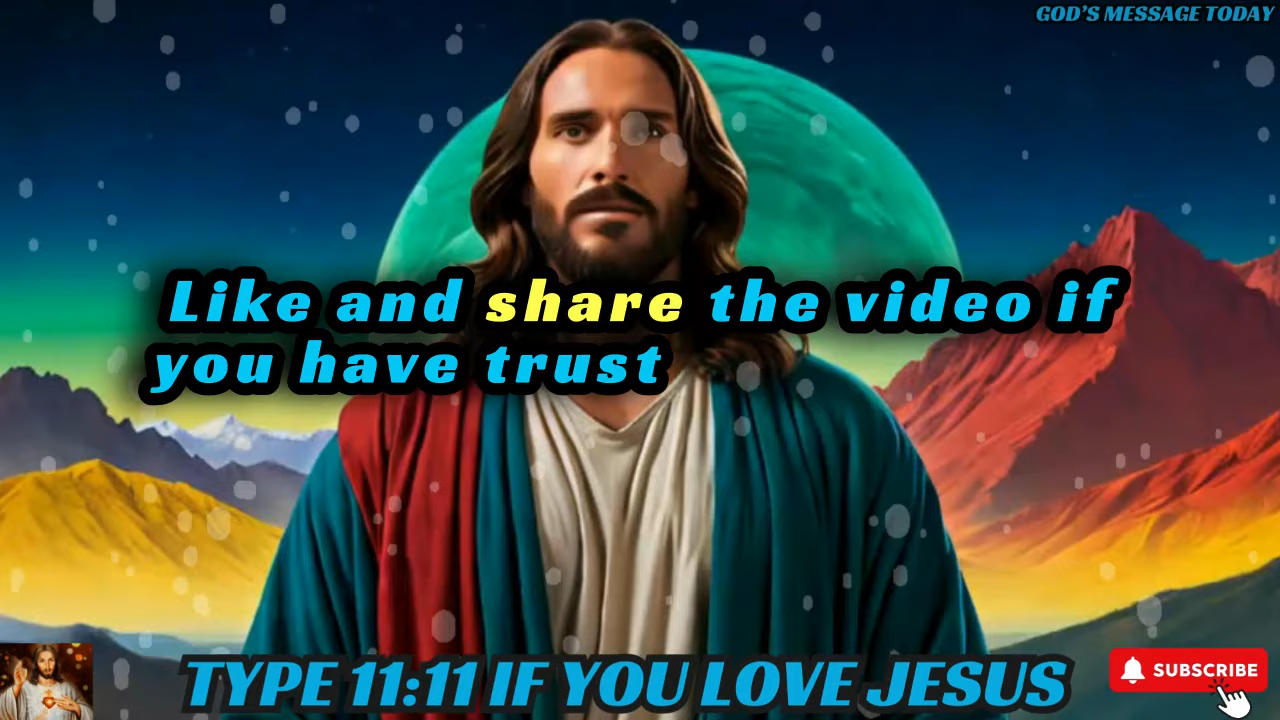 GOD'S MESSAGE TODAY
Like and share the video if
you have trust
TYPE 11:11 IF YOU LOVE JESUS
SUBSCRIBE